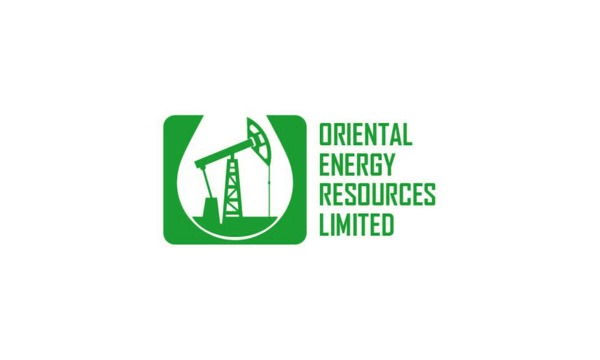 ORIENTAL
ENERGY
RESOURCES
LIMITED